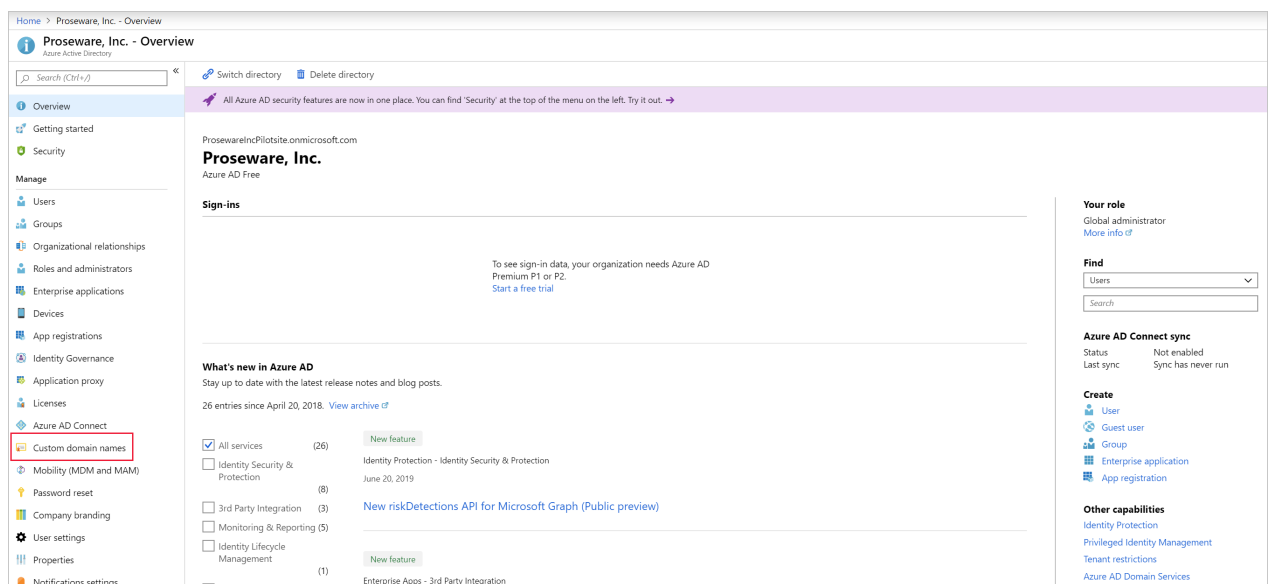 Home > Proseware, Inc. - Overview
Proseware, Inc. - Overview
Azure Active Directory
Search (Ctrl+/)
«
Overview
Getting started
Security
Manage
Users
Groups
Organizational relationships
Roles and administrators
Enterprise applications
Devices
App registrations
Identity Governance
Application proxy
Licenses
Azure AD Connect
Custom domain names
Mobility (MDM and MAM)
Password reset
Company branding
User settings
Properties
Notifications settings
Switch directory
Delete directory
All Azure AD security features are now in one place. You can find 'Security' at the top of the menu on the left. Try it out. →
ProsewareIncPilotsite.onmicrosoft.com
Proseware, Inc.
Azure AD Free
Sign-ins
To see sign-in data, your organization needs Azure AD
Premium P1 or P2.
Start a free trial
What's new in Azure AD
Stay up to date with the latest release notes and blog posts.
26 entries since April 20, 2018. View archive
All services (26)
Identity Security &
Protection
(8)
3rd Party Integration (3)
Monitoring & Reporting (5)
Identity Lifecycle
Management
(1)
New feature
Identity Protection - Identity Security & Protection
June 20, 2019
New riskDetections API for Microsoft Graph (Public preview)
New feature
Enterprise Apps - 3rd Party Integration
Your role
Global administrator
More info
Find
Users
Search
Azure AD Connect sync
Status Not enabled
Last sync Sync has never run
Create
User
Guest user
Group
Enterprise application
App registration
Other capabilities
Identity Protection
Privileged Identity Management
Tenant restrictions
Azure AD Domain Services